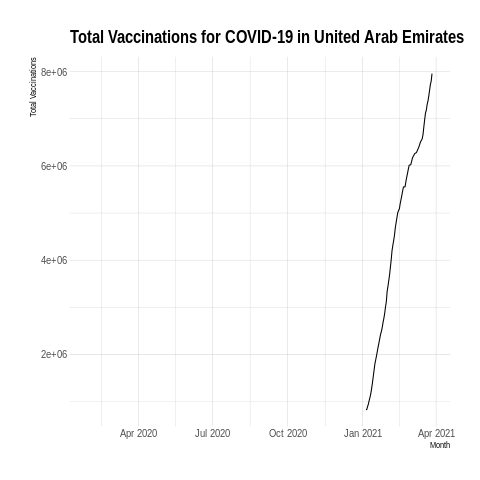 Total Vaccinations for COVID-19 in United Arab Emirates
Total Vaccinations
8e+06
6e+06
4e+06
2e+06
Apr 2020 Jul 2020 Oct 2020 Jan 2021 Apr 2021
Month